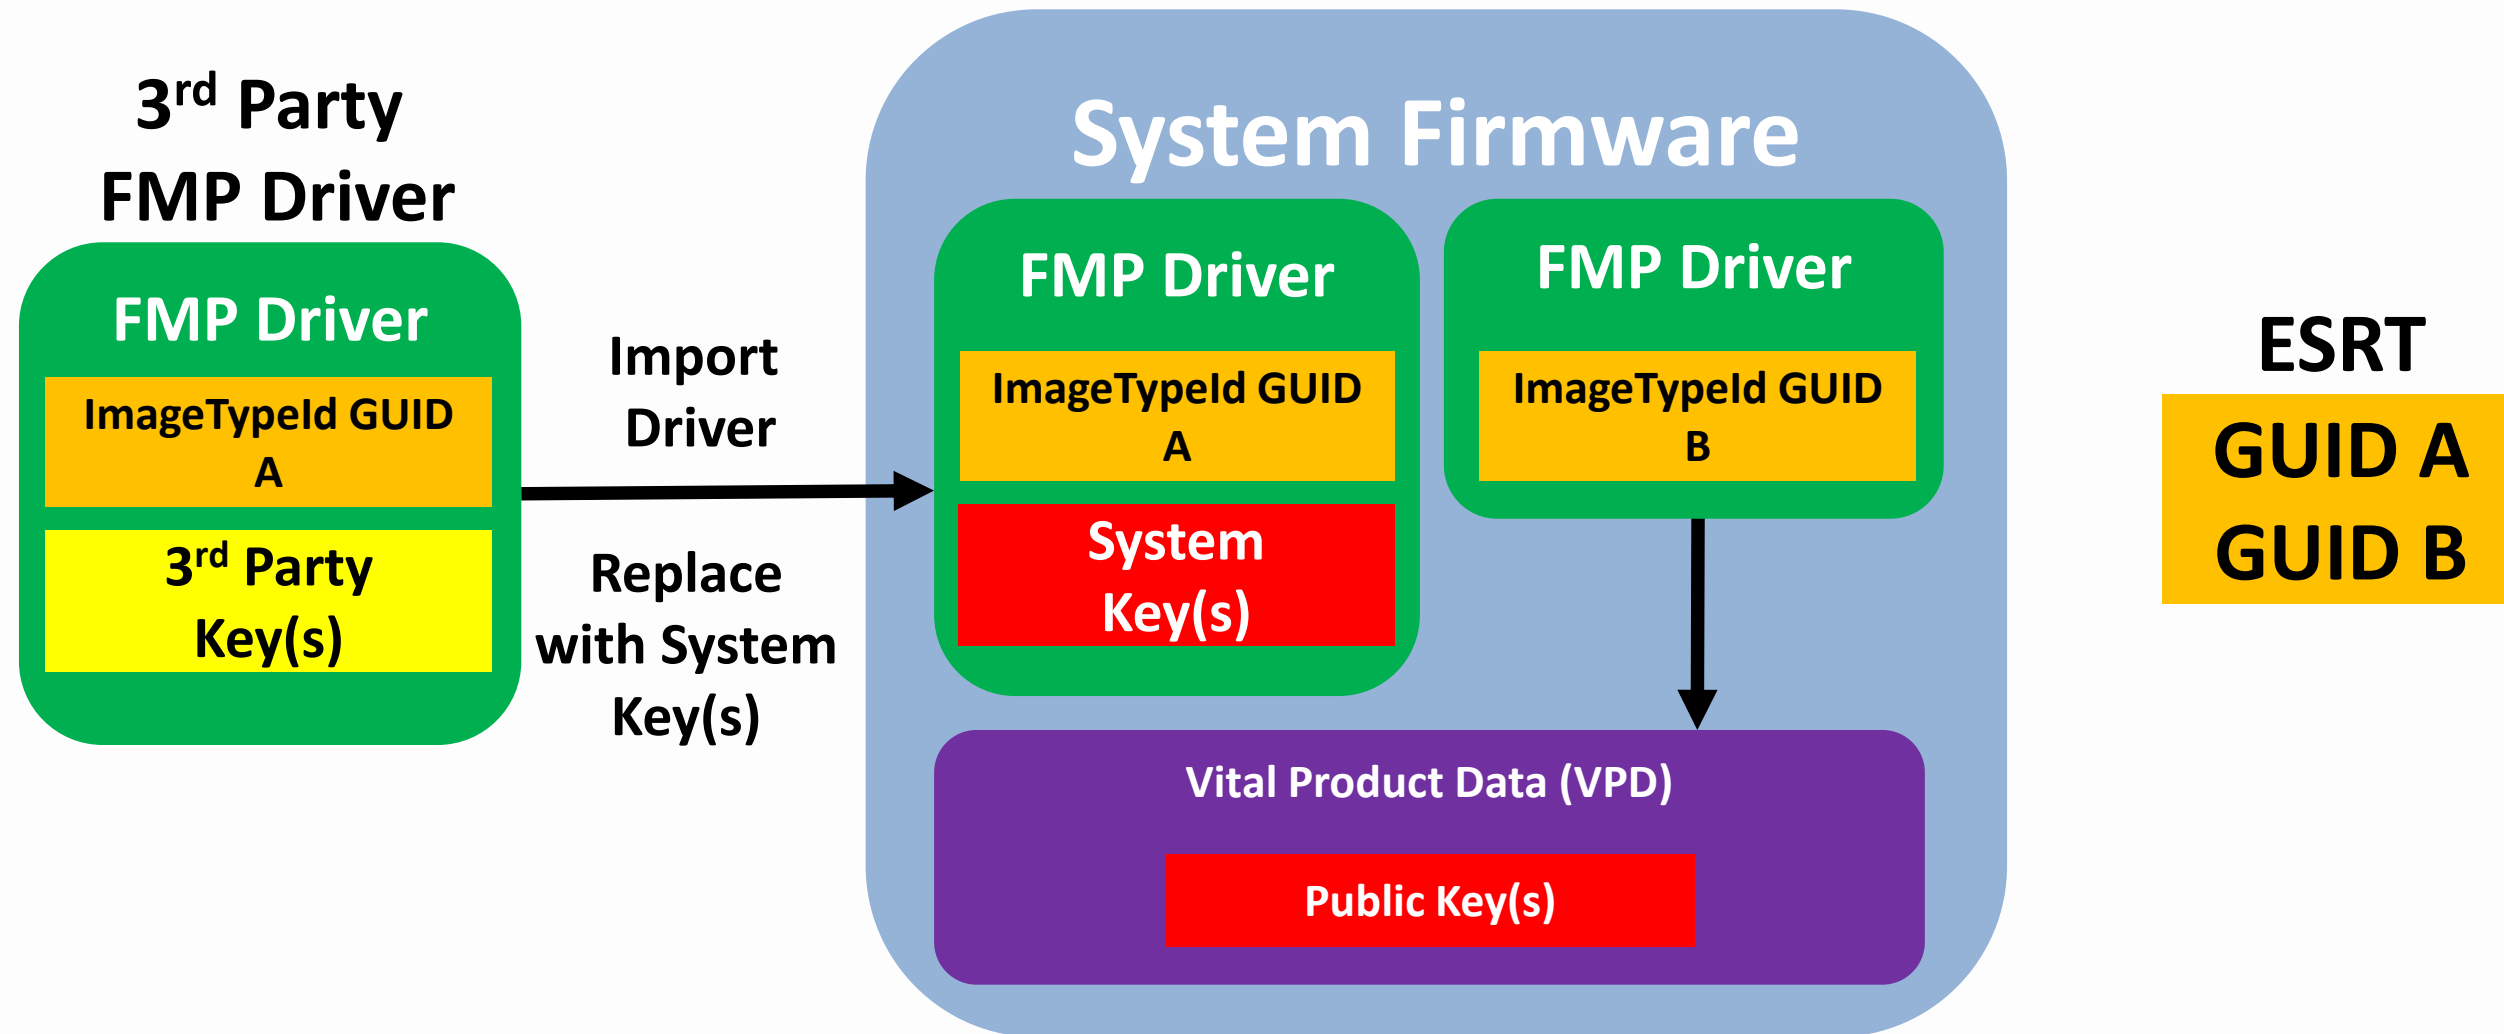 3rd Party
FMP Driver
FMP Driver
ImageTypeId GUID
A
3rd Party
Key(s)
Import
Driver
Replace
with System
Key(s)
System Firmware
FMP Driver
ImageTypeId GUID
A
System
Key(s)
FMP Driver
ImageTypeId GUID
B
Vital Product Data (VPD)
Public Key(s)
ESRT
GUID A
GUID B